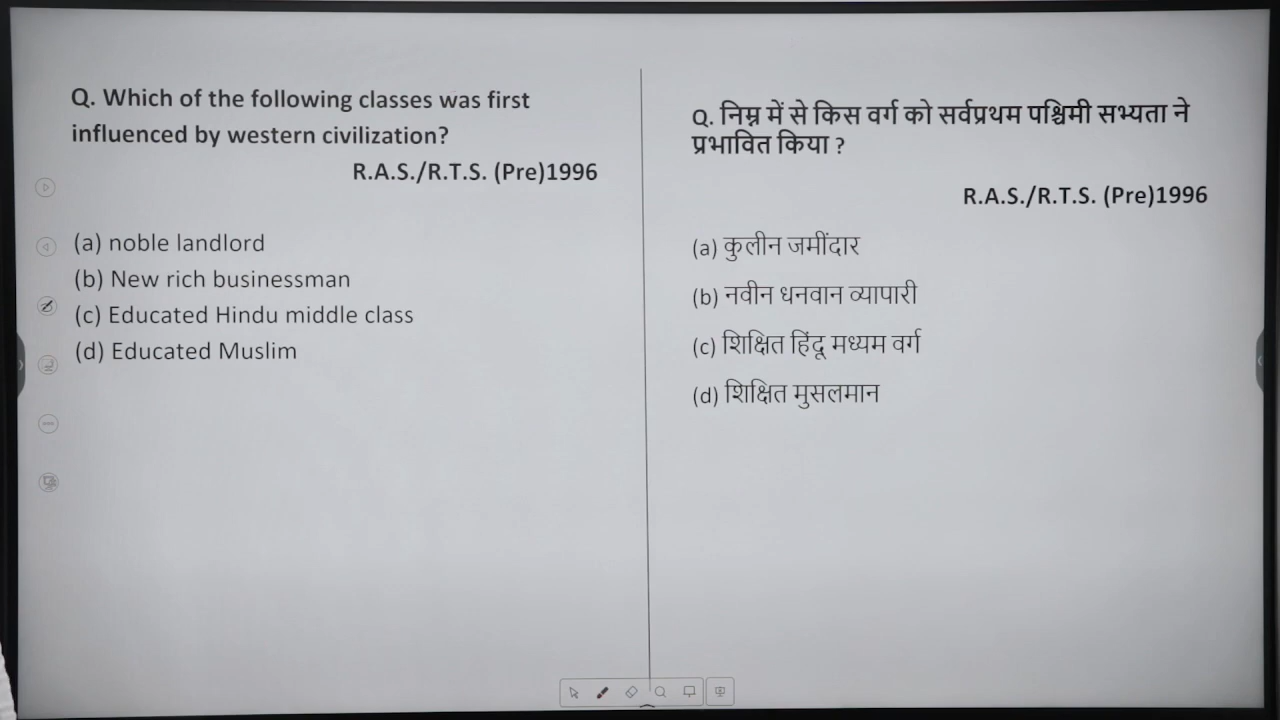 Q. Which of the following classes was first
influenced by western civilization?
R.A.S./R.T.S. (Pre)1996
(a) noble landlord
(b) New rich businessman
(c) Educated Hindu middle class
(d) Educated Muslim
Q. निम्न में से किस वर्ग को सर्वप्रथम पश्चिमी सभ्यता ने
प्रभावित किया ?
R.A.S./R.T.S. (Pre)1996
(a) कुलीन जमींदार
(b) नवीन धनवान व्यापारी
(c) शिक्षित हिंदू मध्यम वर्ग
(d) शिक्षित मुसलमान